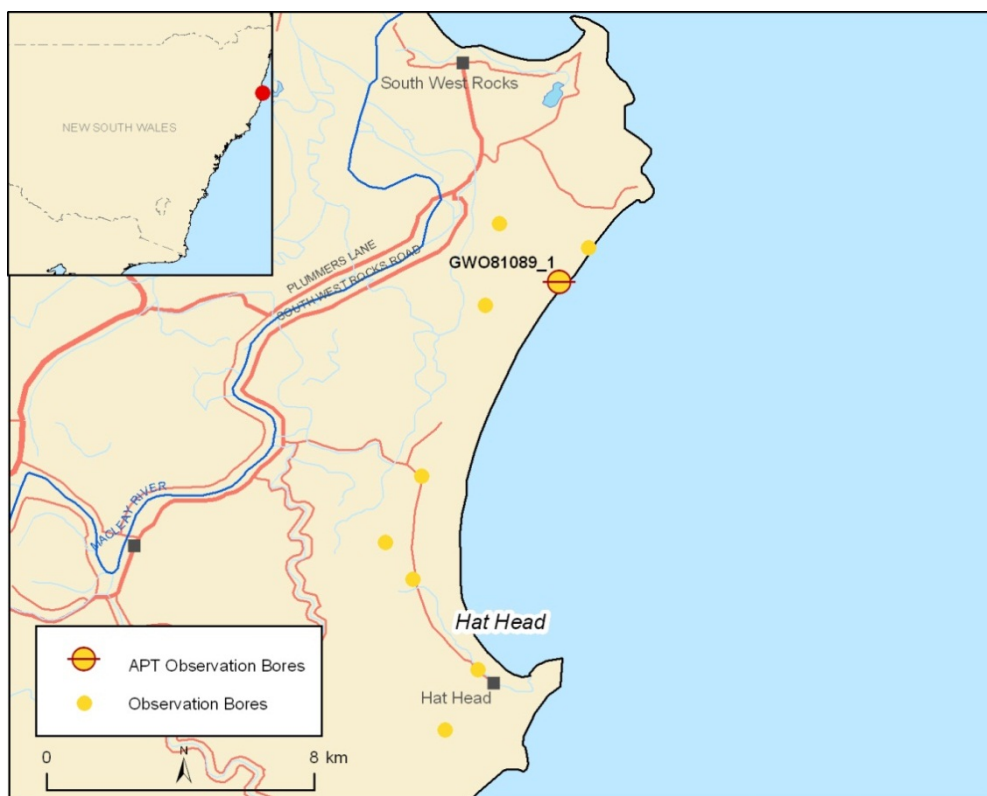 NEW SOUTH WALES
South West Rocks
PLUMMERS LANE
GWO81089_1
SOUTH WEST ROCKS ROAD
MACLEAY RIVER
Hat Head
Hat Head
APT Observation Bores
Observation Bores
N
0 8 km